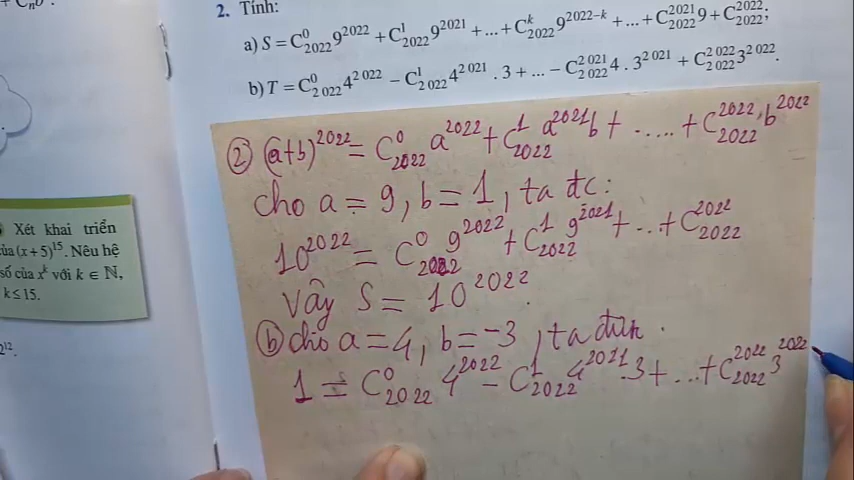 2. Tính:
a) S = C⁰₂₀₂₂9²⁰²² + C¹₂₀₂₂9²⁰²¹ + ... + Cᵏ₂₀₂₂9²⁰²²⁻ᵏ + ... + C²⁰²¹₂₀₂₂9 + C²⁰²²₂₀₂₂;
b) T = C⁰₂₀₂₂4²⁰²² − C¹₂₀₂₂4²⁰²¹ . 3 + ... − C²⁰²¹₂₀₂₂4 . 3²⁰²¹ + C²⁰²²₂₀₂₂3²⁰²².
② (a+b)²⁰²² = C⁰₂₀₂₂ a²⁰²² + C¹₂₀₂₂ a²⁰²¹b + ..... + C²⁰²²₂₀₂₂ . b²⁰²²
cho a = 9, b = 1, ta đc:
10²⁰²² = C⁰₂₀₂₂ 9²⁰²² + C¹₂₀₂₂ 9²⁰²¹ + ... + C²⁰²²₂₀₂₂
Vậy S = 10²⁰²².
ⓑ cho a = 4, b = -3, ta được.
1 = C⁰₂₀₂₂ 4²⁰²² − C¹₂₀₂₂ 4²⁰²¹.3 + ... + C²⁰²²₂₀₂₂ 3²⁰²²
Xét khai triển
của (x + 5)¹⁵. Nêu hệ
số của xᵏ với k ∈ ℕ,
k ≤ 15.